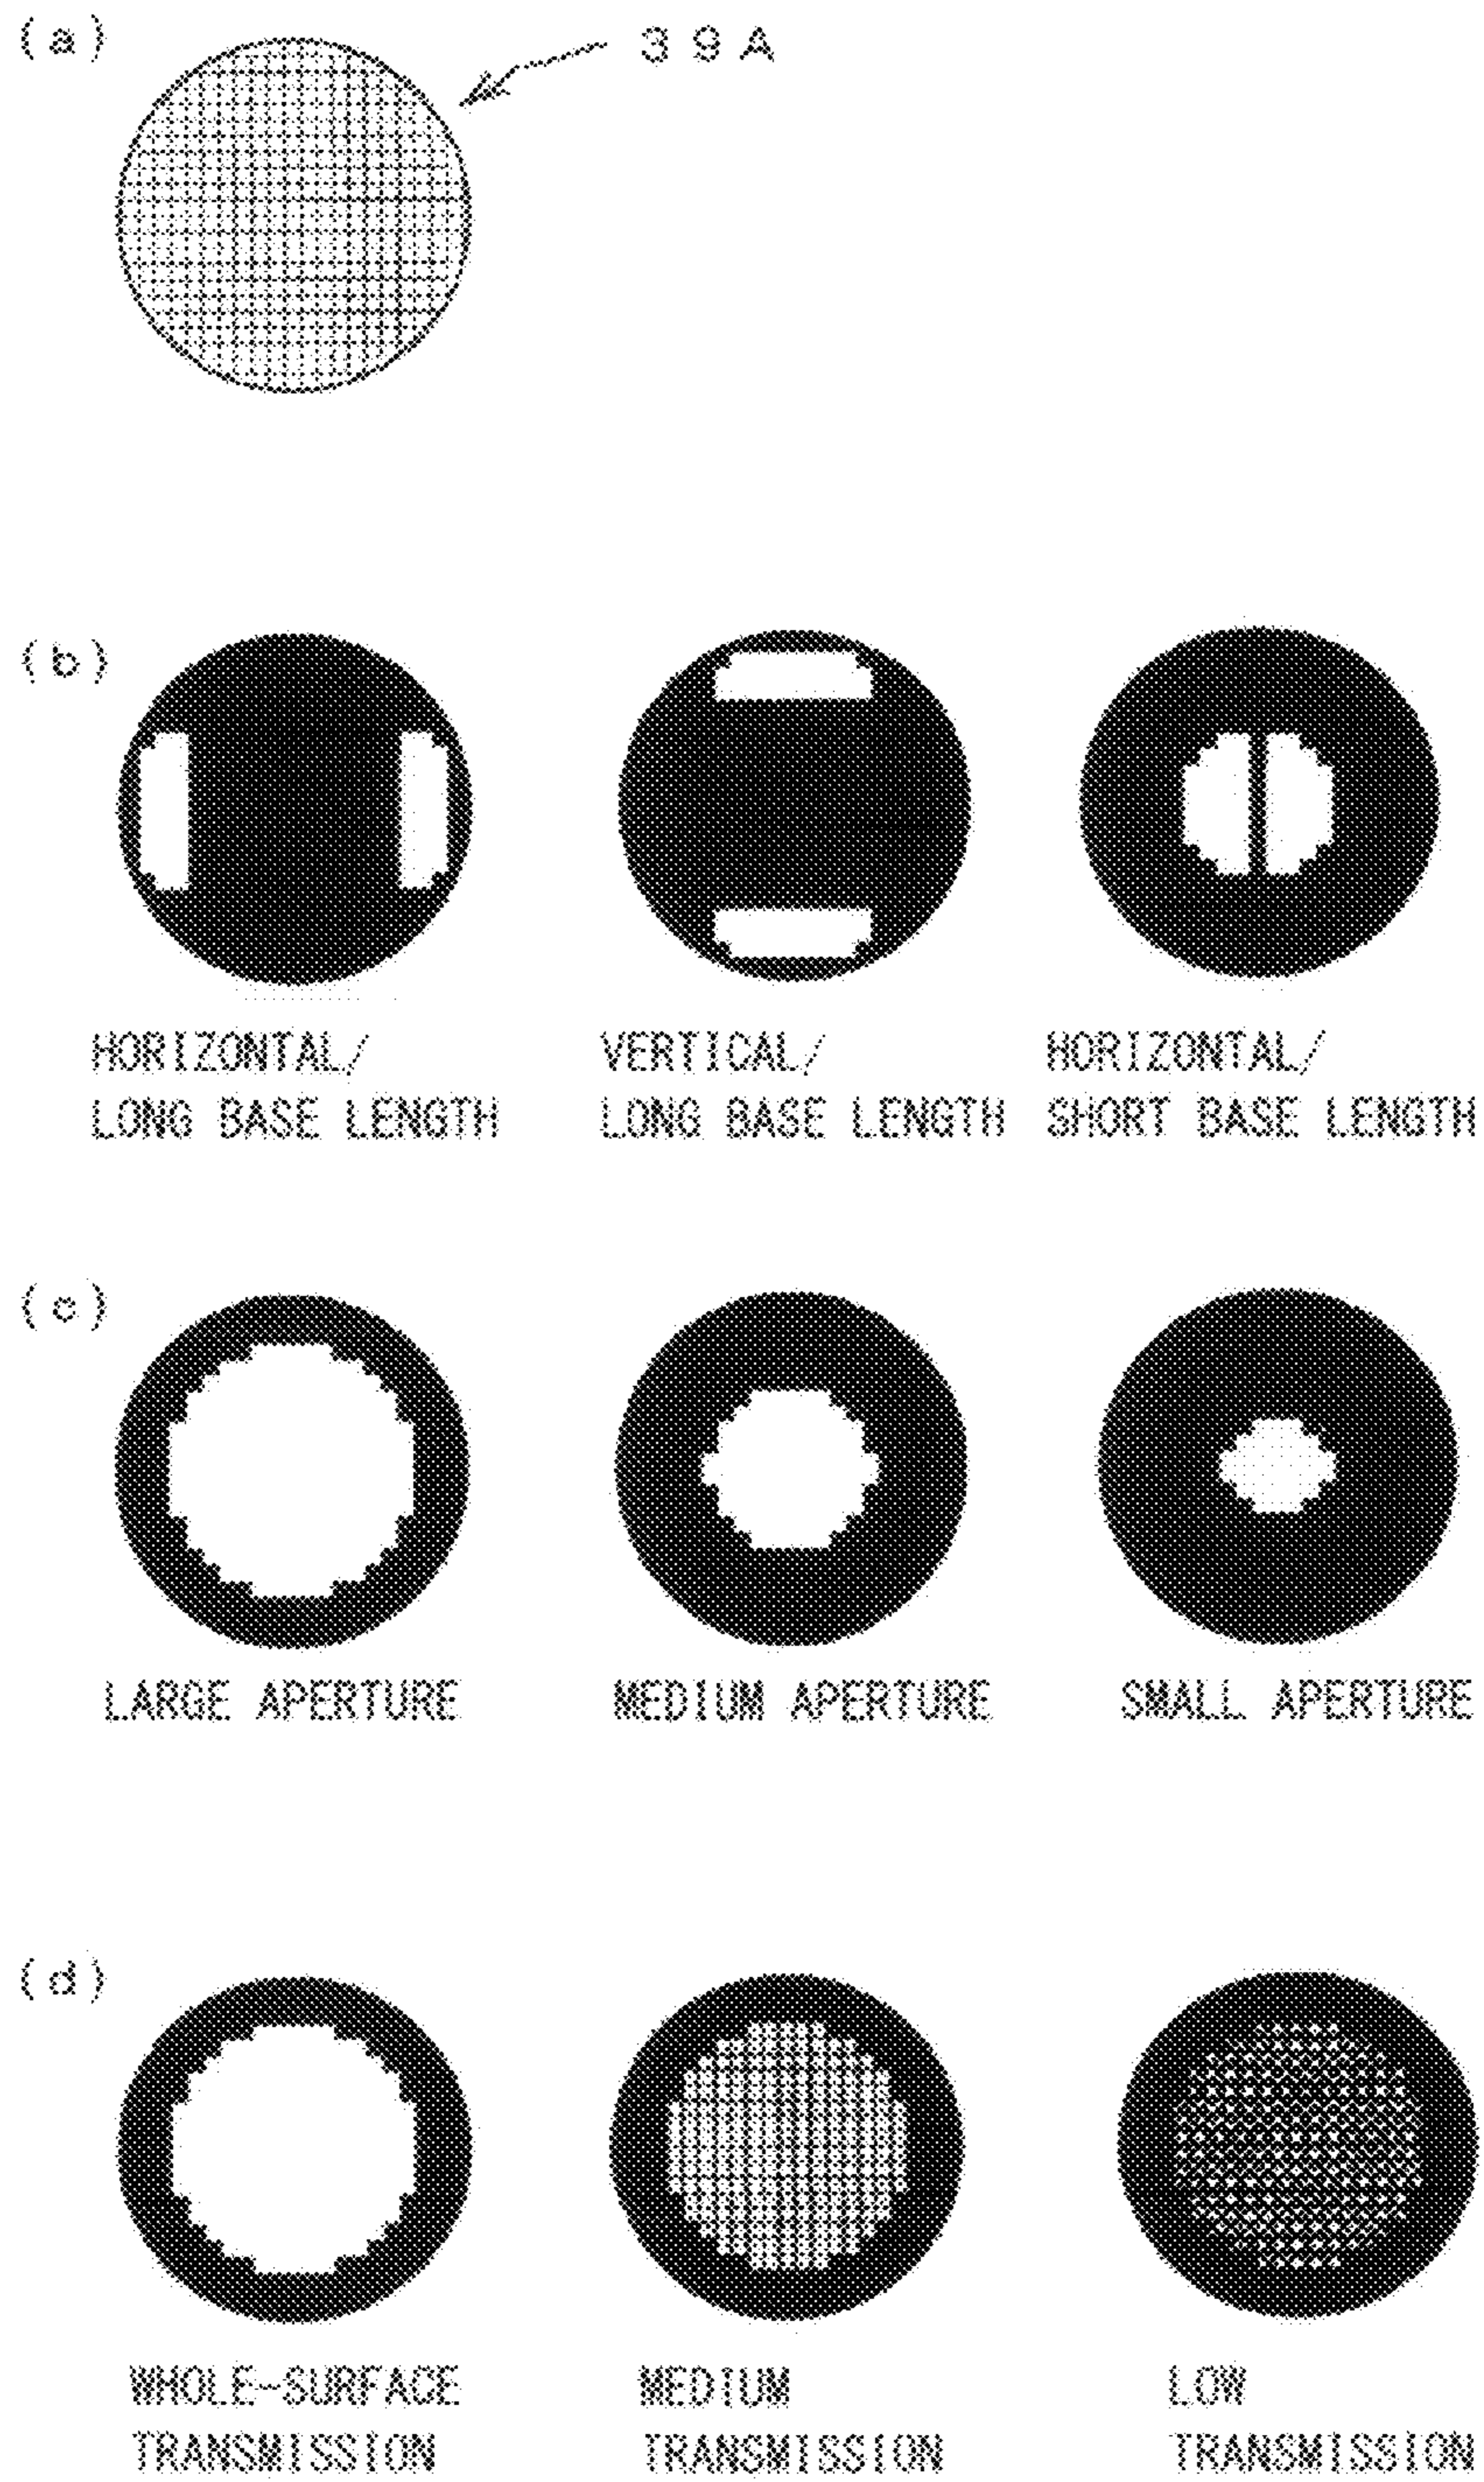 (a)
39A
(b)
HORIZONTAL/
LONG BASE LENGTH
VERTICAL/
LONG BASE LENGTH
HORIZONTAL/
SHORT BASE LENGTH
(c)
LARGE APERTURE
MEDIUM APERTURE
SMALL APERTURE
(d)
WHOLE-SURFACE
TRANSMISSION
MEDIUM
TRANSMISSION
LOW
TRANSMISSION